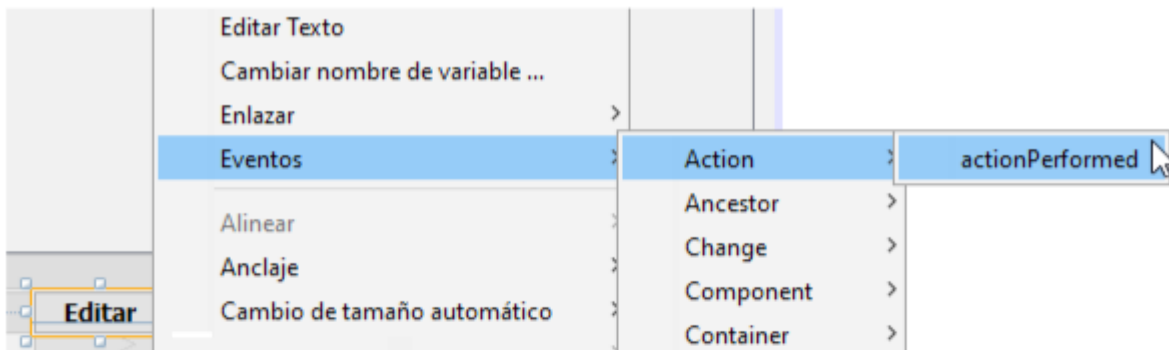 Editar Texto
Cambiar nombre de variable ...
Enlazar
Eventos
Alinear
Anclaje
Cambio de tamaño automático
Action
Ancestor
Change
Component
Container
actionPerformed
Editar